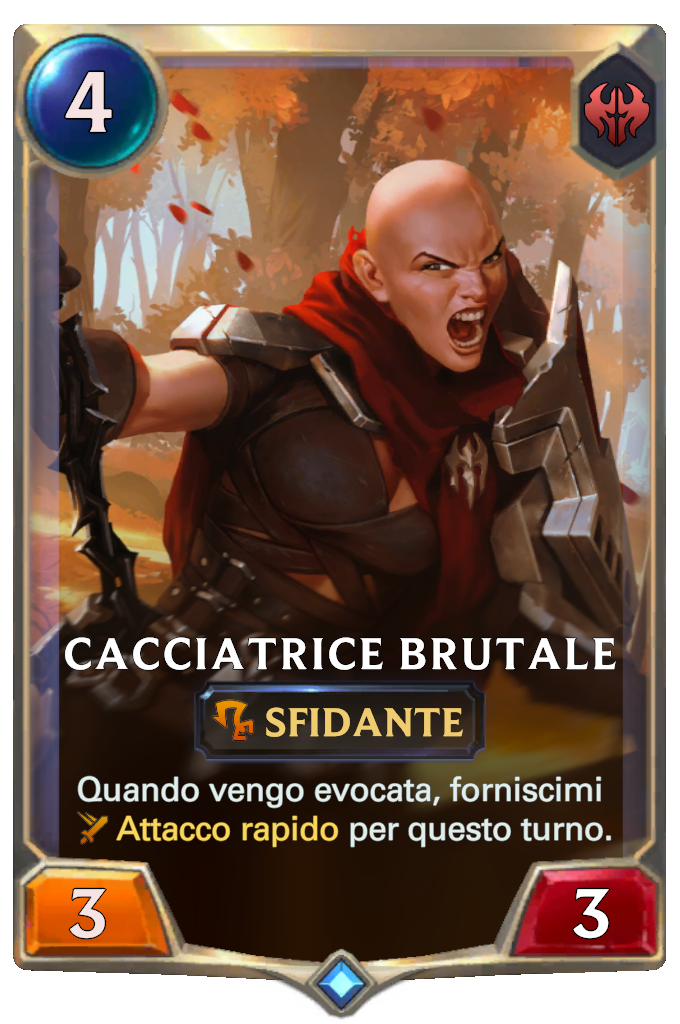 4
CACCIATRICE BRUTALE
SFIDANTE
Quando vengo evocata, forniscimi
Attacco rapido per questo turno.
3 3